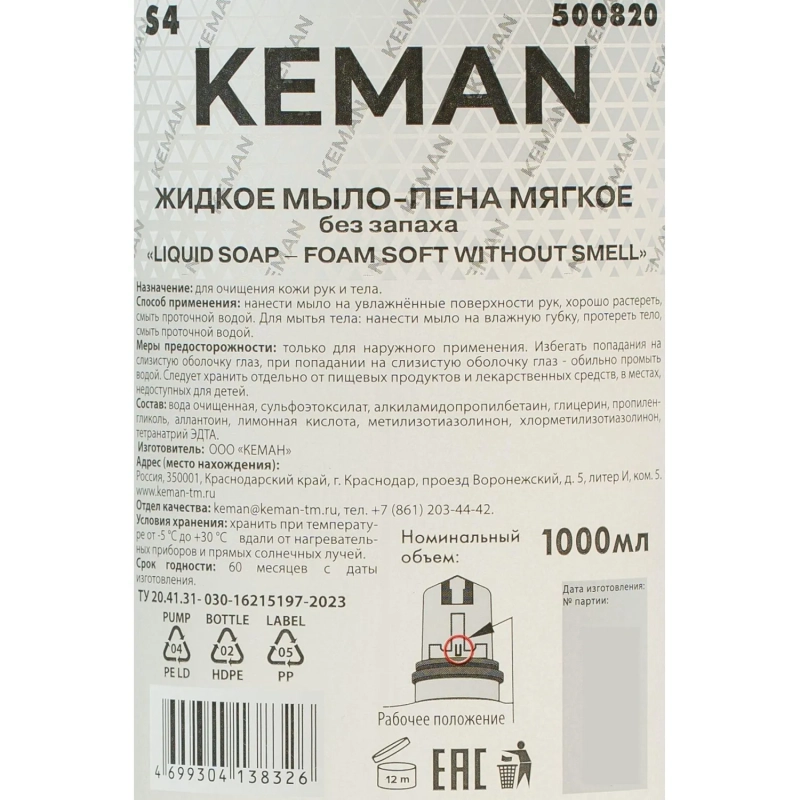 S4
500820
KEMAN
ЖИДКОЕ МЫЛО-ПЕНА МЯГКОЕ
без запаха
«LIQUID SOAP – FOAM SOFT WITHOUT SMELL»
Назначение: для очищения кожи рук и тела.
Способ применения: нанести мыло на увлажнённые поверхности рук, хорошо растереть,
смыть проточной водой. Для мытья тела: нанести мыло на влажную губку, протереть тело,
смыть проточной водой.
Меры предосторожности: только для наружного применения. Избегать попадания на
слизистую оболочку глаз, при попадании на слизистую оболочку глаз - обильно промыть
водой. Следует хранить отдельно от пищевых продуктов и лекарственных средств, в местах,
недоступных для детей.
Состав: вода очищенная, сульфоэтоксилат, алкиламидопропилбетаин, глицерин, пропилен-
гликоль, аллантоин, лимонная кислота, метилизотиазолинон, хлорметилизотиазолинон,
тетранатрий ЭДТА.
Изготовитель: ООО «КЕМАН»
Адрес (место нахождения):
Россия, 350001, Краснодарский край, г. Краснодар, проезд Воронежский, д. 5, литер И, ком. 5.
www.keman-tm.ru
Отдел качества: keman@keman-tm.ru, тел. +7 (861) 203-44-42.
Условия хранения: хранить при температу-
ре от -5 °С до +30 °С вдали от нагреватель-
ных приборов и прямых солнечных лучей.
Срок годности: 60 месяцев с даты
изготовления.
ТУ 20.41.31- 030-16215197-2023
Номинальный
объем:
1000мл
Дата изготовления:
№ партии:
PUMP BOTTLE LABEL
04 02 05
PE LD HDPE PP
Рабочее положение
4 699304 138326
12 m
EAC